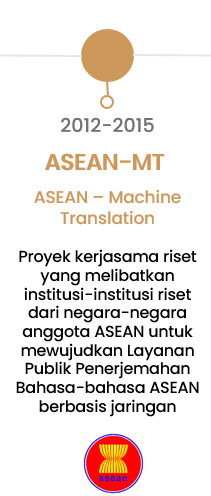 2012-2015
ASEAN-MT
ASEAN – Machine
Translation
Proyek kerjasama riset
yang melibatkan
institusi-institusi riset
dari negara-negara
anggota ASEAN untuk
mewujudkan Layanan
Publik Penerjemahan
Bahasa-bahasa ASEAN
berbasis jaringan
asean